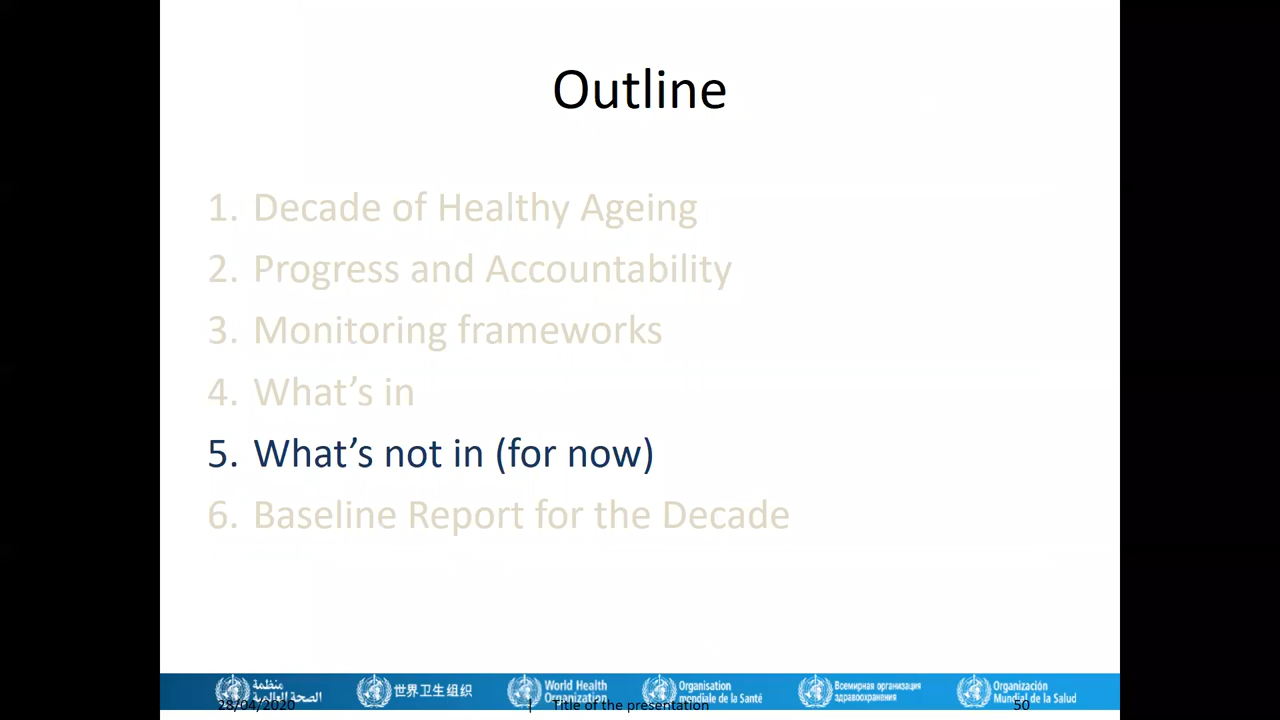 Outline
1. Decade of Healthy Ageing
2. Progress and Accountability
3. Monitoring frameworks
4. What’s in
5. What’s not in (for now)
6. Baseline Report for the Decade
منظمة
الصحة العالمية
世界卫生组织
World Health
Organization
Organisation
mondiale de la Santé
Всемирная организация
здравоохранения
Organización
Mundial de la Salud
28/04/2020 | Title of the presentation 50